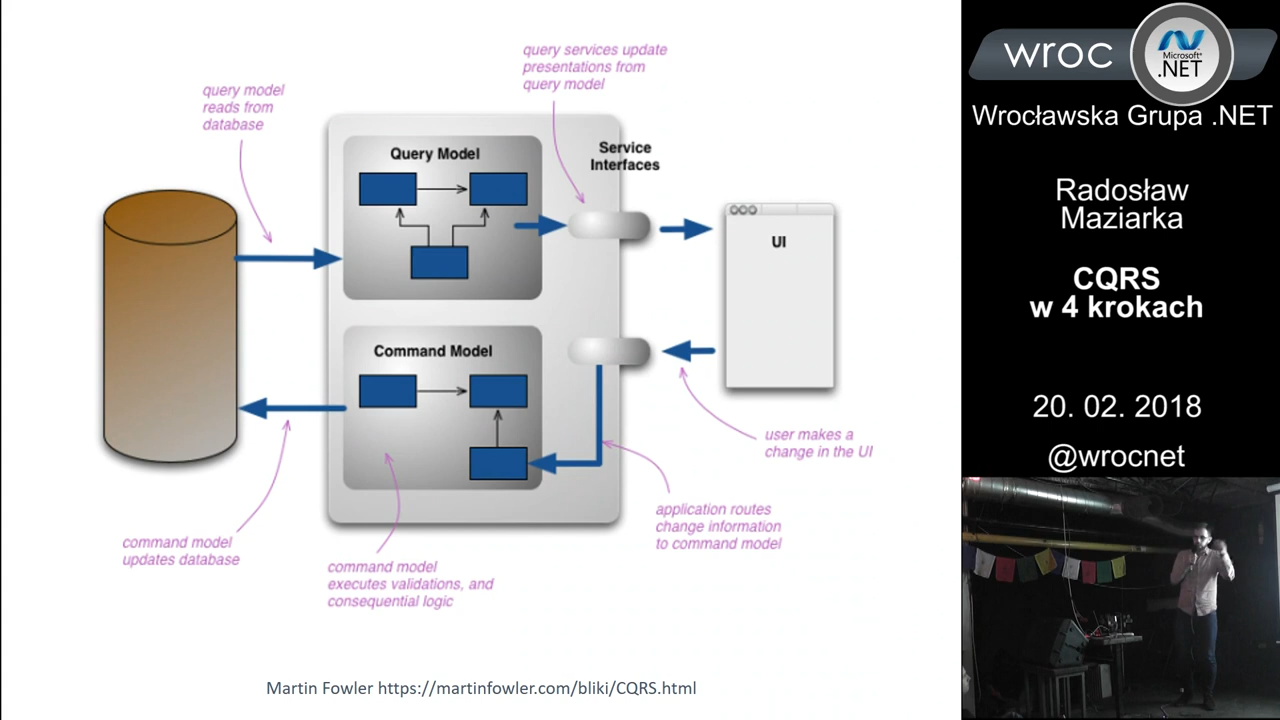 query services update
presentations from
query model
query model
reads from
database
Query Model
Service
Interfaces
UI
Command Model
user makes a
change in the UI
application routes
change information
to command model
command model
updates database
command model
executes validations, and
consequential logic
Martin Fowler https://martinfowler.com/bliki/CQRS.html
wroc
Microsoft®
.NET
Wrocławska Grupa .NET
Radosław
Maziarka
CQRS
w 4 krokach
20. 02. 2018
@wrocnet